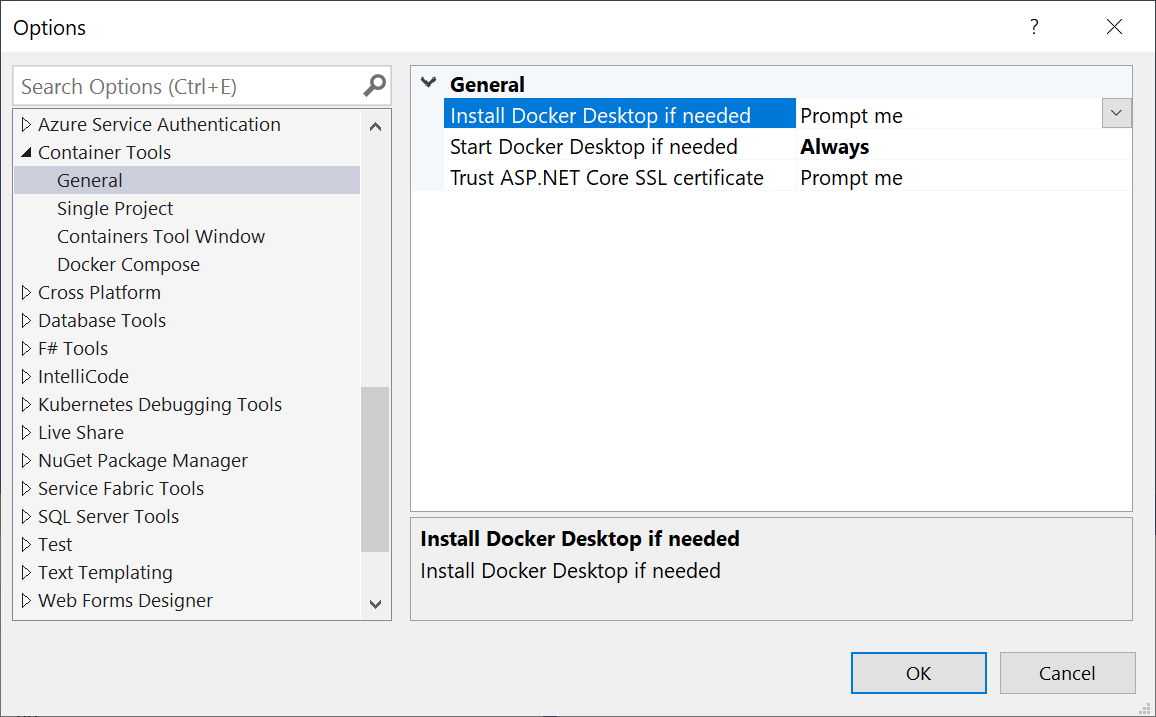 Options
?
Search Options (Ctrl+E)
Azure Service Authentication
Container Tools
General
Single Project
Containers Tool Window
Docker Compose
Cross Platform
Database Tools
F# Tools
IntelliCode
Kubernetes Debugging Tools
Live Share
NuGet Package Manager
Service Fabric Tools
SQL Server Tools
Test
Text Templating
Web Forms Designer
General
Install Docker Desktop if needed Prompt me
Start Docker Desktop if needed Always
Trust ASP.NET Core SSL certificate Prompt me
Install Docker Desktop if needed
Install Docker Desktop if needed
OK Cancel